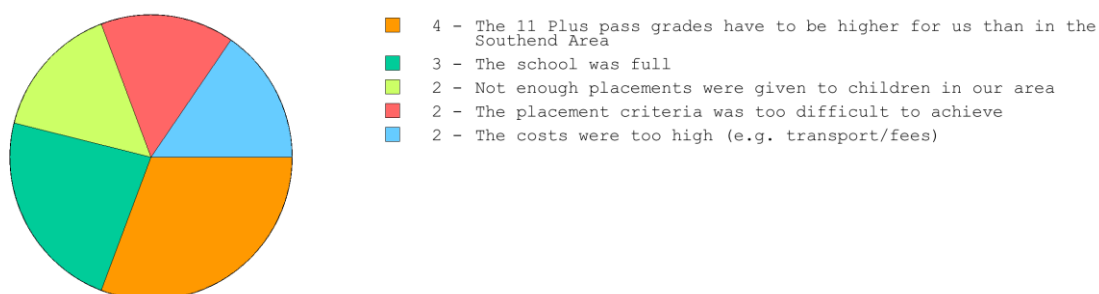 4 - The 11 Plus pass grades have to be higher for us than in the
Southend Area
3 - The school was full
2 - Not enough placements were given to children in our area
2 - The placement criteria was too difficult to achieve
2 - The costs were too high (e.g. transport/fees)